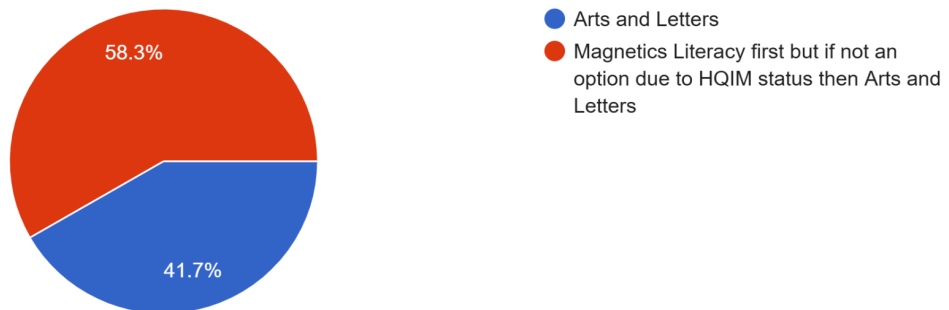 58.3%
41.7%
Arts and Letters
Magnetics Literacy first but if not an
option due to HQIM status then Arts and
Letters